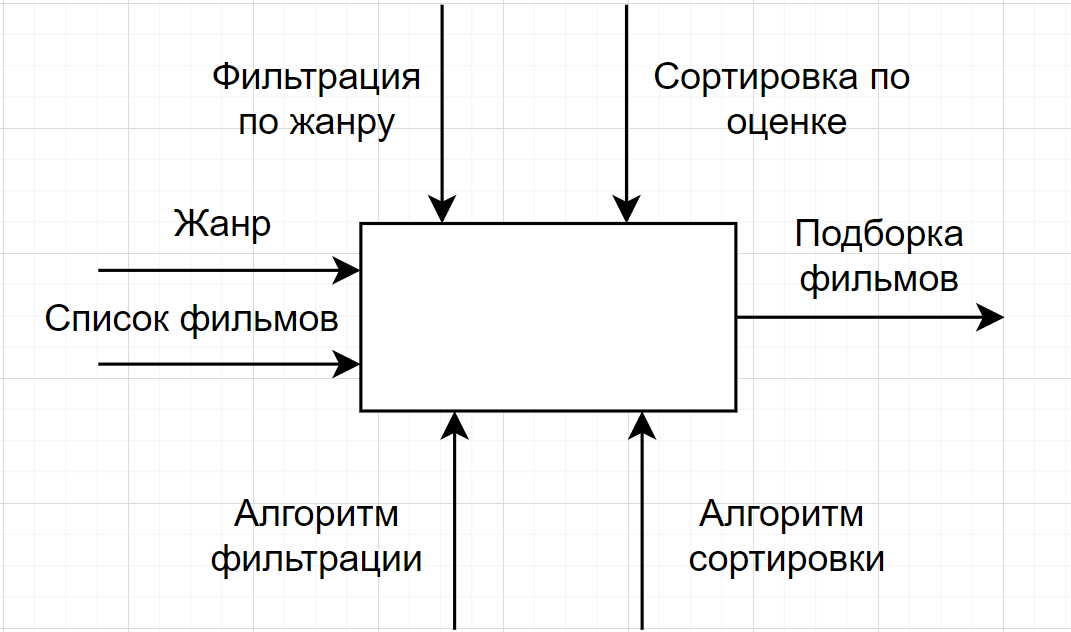 Фильтрация
по жанру
Сортировка по
оценке
Жанр
Список фильмов
Подборка
фильмов
Алгоритм
фильтрации
Алгоритм
сортировки